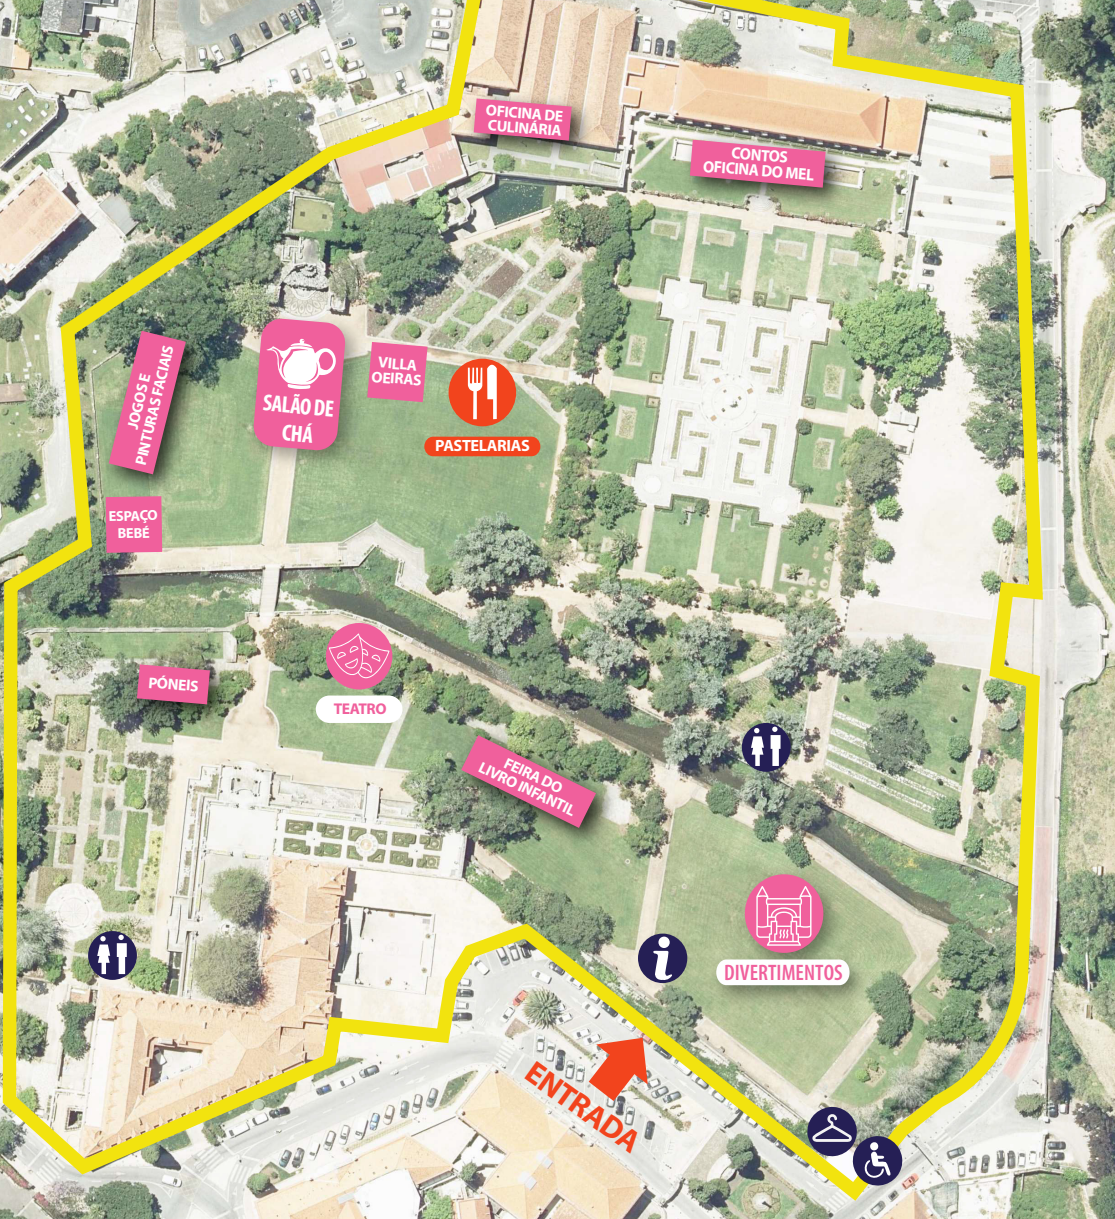 OFICINA DE
CULINÁRIA
CONTOS
OFICINA DO MEL
JOGOS E
PINTURAS FACIAIS
SALÃO DE
CHÁ
VILLA
OEIRAS
PASTELARIAS
ESPAÇO
BEBÉ
PÓNEIS
TEATRO
FEIRA DO
LIVRO INFANTIL
i
DIVERTIMENTOS
ENTRADA